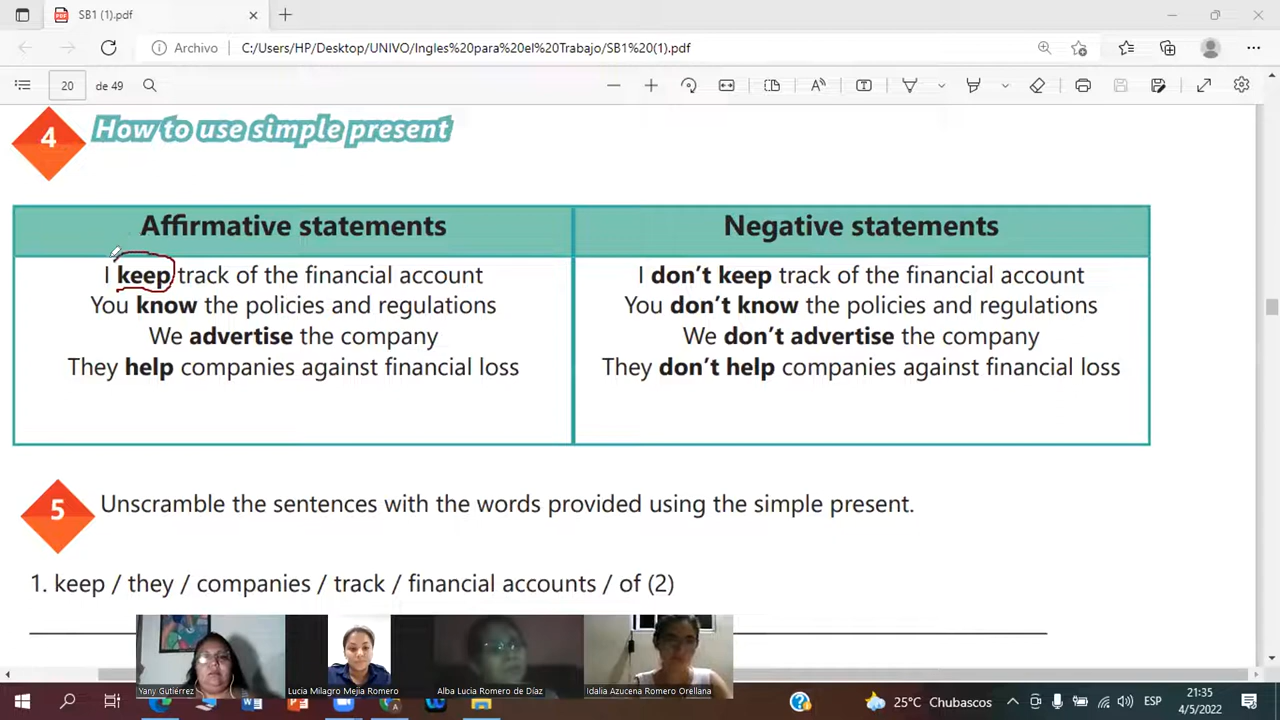 SB1 (1).pdf
Archivo
C:/Users/HP/Desktop/UNIVO/Ingles%20para%20el%20Trabajo/SB1%20(1).pdf
20
de 49
4
How to use simple present
Affirmative statements
Negative statements
I keep track of the financial account
I don't keep track of the financial account
You know the policies and regulations
You don't know the policies and regulations
We advertise the company
We don't advertise the company
They help companies against financial loss
They don't help companies against financial loss
5
Unscramble the sentences with the words provided using the simple present.
1. keep / they / companies / track / financial accounts / of (2)
Yany Gutiérrez
Lucia Milagro Mejia Romero
Alba Lucia Romero de Díaz
Idalia Azucena Romero Orellana
25°C Chubascos
ESP
21:35
4/5/2022